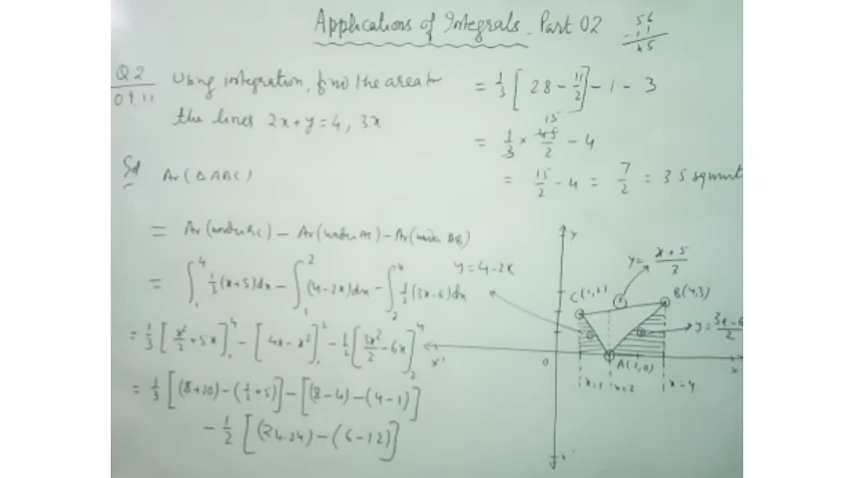 Applications of Integrals. Part 02
56
- 11
45
Q2
Using integration, find the area
the lines 2x+y=4, 3x
Sol
Ar(△ABC)
= Ar(under BC) - Ar(under AC) - Ar(under AB)
= ∫₁⁴ ⅓(x+5)dx - ∫₁² (4-2x)dx - ∫₂⁴ ½(3x-6)dx
= ⅓[x²/2 + 5x]₁⁴ - [4x - x²]₁² - ½[3x²/2 - 6x]₂⁴
= ⅓[(8+20) - (½+5)] - [(8-4) - (4-1)]
- ½[(24-24) - (6-12)]
= ⅓[28 - 11/2] - 1 - 3
15
= ⅓ × 45/2 - 4
= 15/2 - 4 = 7/2 = 3.5 sq unit
Y
y = (x+5)/3
y = 4-2x
C(1,2)
B(4,3)
y = (3x-6)/2
x'
O
A(2,0)
x
x=1
x=2
x=4